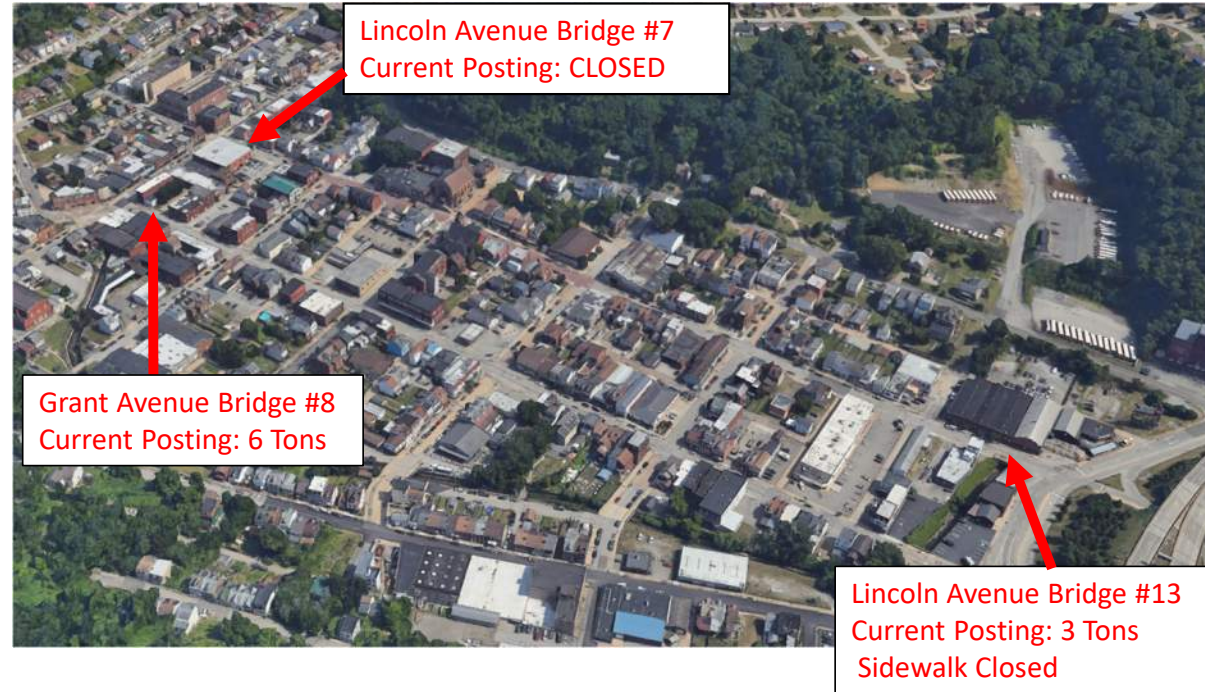 Lincoln Avenue Bridge #7
Current Posting: CLOSED
Grant Avenue Bridge #8
Current Posting: 6 Tons
Lincoln Avenue Bridge #13
Current Posting: 3 Tons
Sidewalk Closed